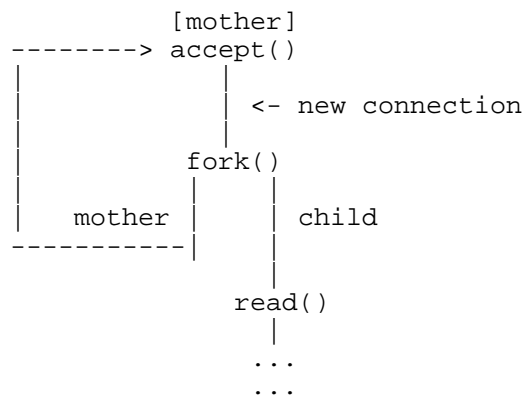 [mother]
--------> accept()
<- new connection
fork()
mother child
-----------
read()
...
...